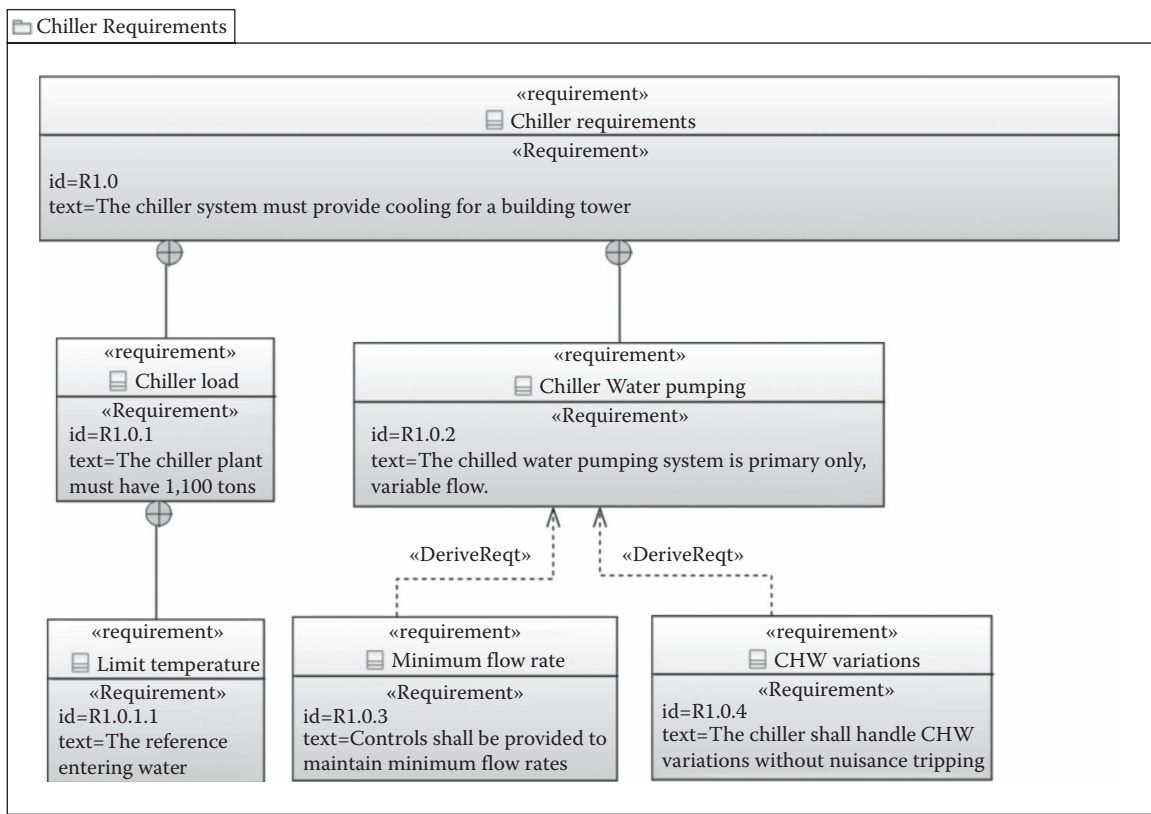 Chiller Requirements
«requirement»
Chiller requirements
«Requirement»
id=R1.0
text=The chiller system must provide cooling for a building tower
«requirement»
Chiller load
«Requirement»
id=R1.0.1
text=The chiller plant
must have 1,100 tons
«requirement»
Chiller Water pumping
«Requirement»
id=R1.0.2
text=The chilled water pumping system is primary only,
variable flow.
«DeriveReqt»
«DeriveReqt»
«requirement»
Limit temperature
«Requirement»
id=R1.0.1.1
text=The reference
entering water
«requirement»
Minimum flow rate
«Requirement»
id=R1.0.3
text=Controls shall be provided to
maintain minimum flow rates
«requirement»
CHW variations
«Requirement»
id=R1.0.4
text=The chiller shall handle CHW
variations without nuisance tripping